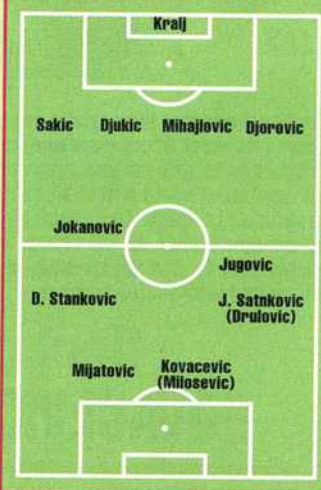 Kralj
Sakic Djukic Mihajlovic Djorovic
Jokanovic
Jugovic
D. Stankovic J. Satnkovic
(Drulovic)
Mijatovic Kovacevic
(Milosevic)